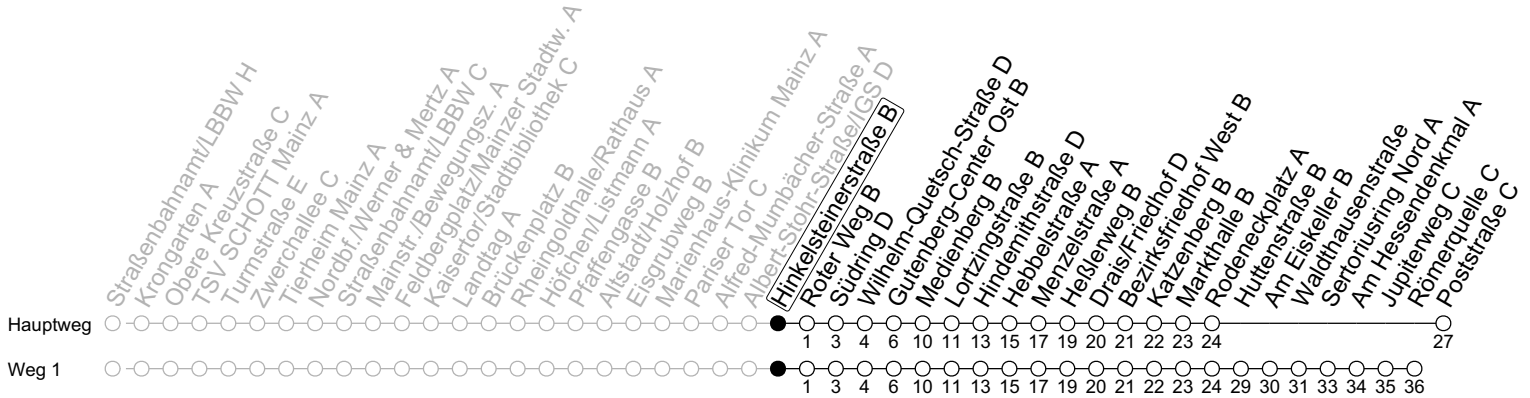 Straßenbahnamt/LBBW H
Krongarten A
Obere Kreuzstraße C
TSV SCHOTT Mainz A
Turmstraße E
Zwerchallee C
Tierheim Mainz A
Nordbf./Werner & Mertz A
Straßenbahnamt/LBBW C
Mainstr./Bewegungsz. A
Feldbergplatz/Mainzer Stadtw. A
Kaisertor/Stadtbibliothek C
Landtag A
Brückenplatz B
Rheingoldhalle/Rathaus A
Höfchen/Listmann A
Pfaffengasse B
Altstadt/Holzhof B
Eisgrubweg B
Marienhaus-Klinikum Mainz A
Pariser Tor C
Alfred-Mumbächer-Straße A
Albert-Stohr-Straße/IGS D
Hinkelsteinerstraße B
Roter Weg B
Südring D
Wilhelm-Quetsch-Straße D
Gutenberg-Center Ost B
Medienberg B
Lortzingstraße B
Hindemithstraße D
Hebbelstraße A
Menzelstraße A
Heßlerweg B
Drais/Friedhof D
Bezirksfriedhof West B
Katzenberg B
Markthalle B
Rodeneckplatz A
Huttenstraße B
Am Eiskeller B
Waldthausenstraße
Sertoriusring Nord A
Am Hessendenkmal A
Jupiterweg C
Römerquelle C
Poststraße C
Hauptweg
1 3 4 6 10 11 13 15 17 19 20 21 22 23 24 27
Weg 1
1 3 4 6 10 11 13 15 17 19 20 21 22 23 24 29 30 31 33 34 35 36